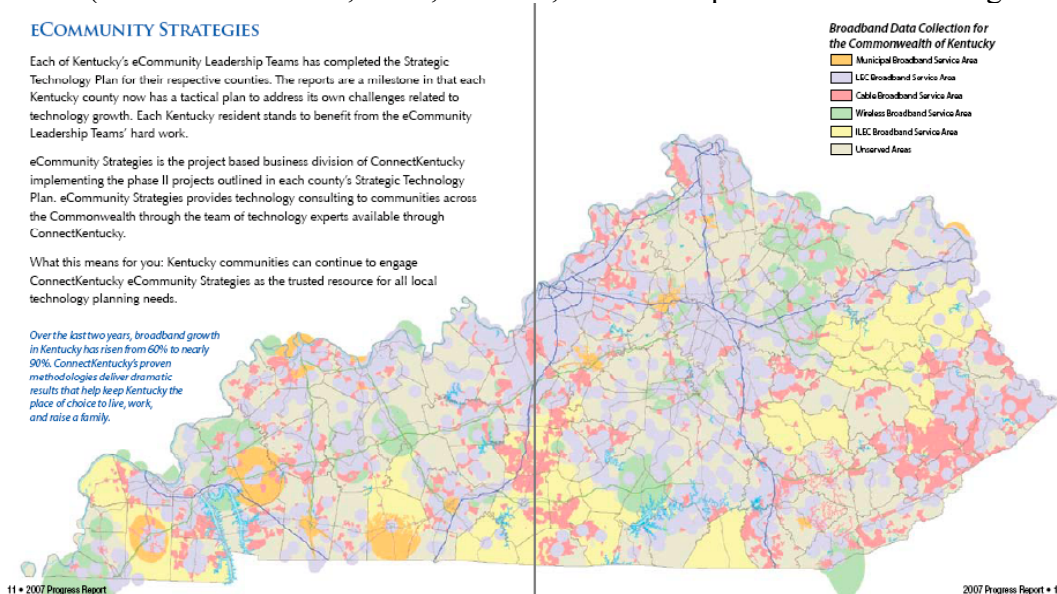 eCommunity Strategies
Each of Kentucky's eCommunity Leadership Teams has completed the Strategic
Technology Plan for their respective counties. The reports are a milestone in that each
Kentucky county now has a tactical plan to address its own challenges related to
technology growth. Each Kentucky resident stands to benefit from the eCommunity
Leadership Teams' hard work.
eCommunity Strategies is the project based business division of ConnectKentucky
implementing the phase II projects outlined in each county's Strategic Technology
Plan. eCommunity Strategies provides technology consulting to communities across
the Commonwealth through the team of technology experts available through
ConnectKentucky.
What this means for you: Kentucky communities can continue to engage
ConnectKentucky eCommunity Strategies as the trusted resource for all local
technology planning needs.
Over the last two years, broadband growth
in Kentucky has risen from 60% to nearly
90%. ConnectKentucky's proven
methodologies deliver dramatic
results that help keep Kentucky the
place of choice to live, work,
and raise a family.
Broadband Data Collection for
the Commonwealth of Kentucky
Municipal Broadband Service Area
LEC Broadband Service Area
Cable Broadband Service Area
Wireless Broadband Service Area
ILEC Broadband Service Area
Unserved Areas
11 • 2007 Progress Report
2007 Progress Report • 1